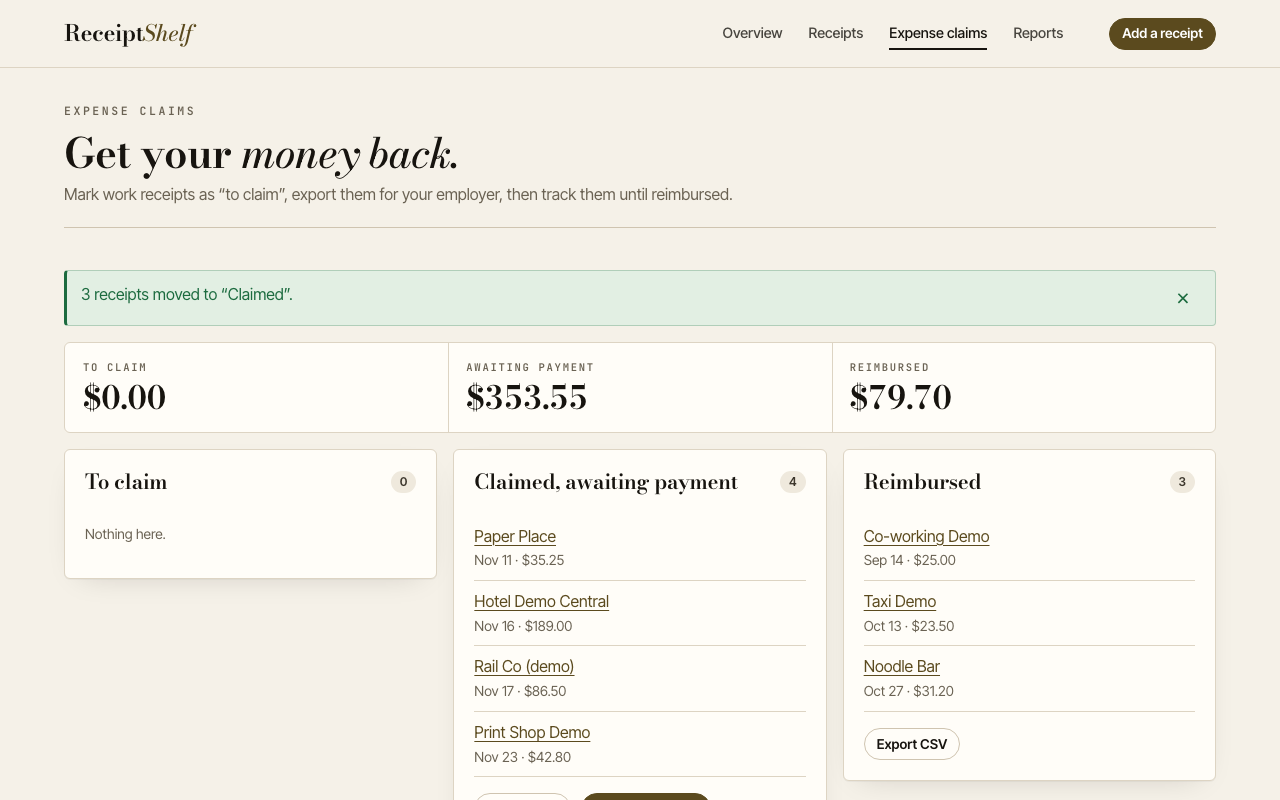 ReceiptShelf
Overview
Receipts
Expense claims
Reports
Add a receipt
EXPENSE CLAIMS
Get your money back.
Mark work receipts as “to claim”, export them for your employer, then track them until reimbursed.
3 receipts moved to “Claimed”.
TO CLAIM
$0.00
AWAITING PAYMENT
$353.55
REIMBURSED
$79.70
To claim
0
Nothing here.
Claimed, awaiting payment
4
Paper Place
Nov 11 · $35.25
Hotel Demo Central
Nov 16 · $189.00
Rail Co (demo)
Nov 17 · $86.50
Print Shop Demo
Nov 23 · $42.80
Reimbursed
3
Co-working Demo
Sep 14 · $25.00
Taxi Demo
Oct 13 · $23.50
Noodle Bar
Oct 27 · $31.20
Export CSV